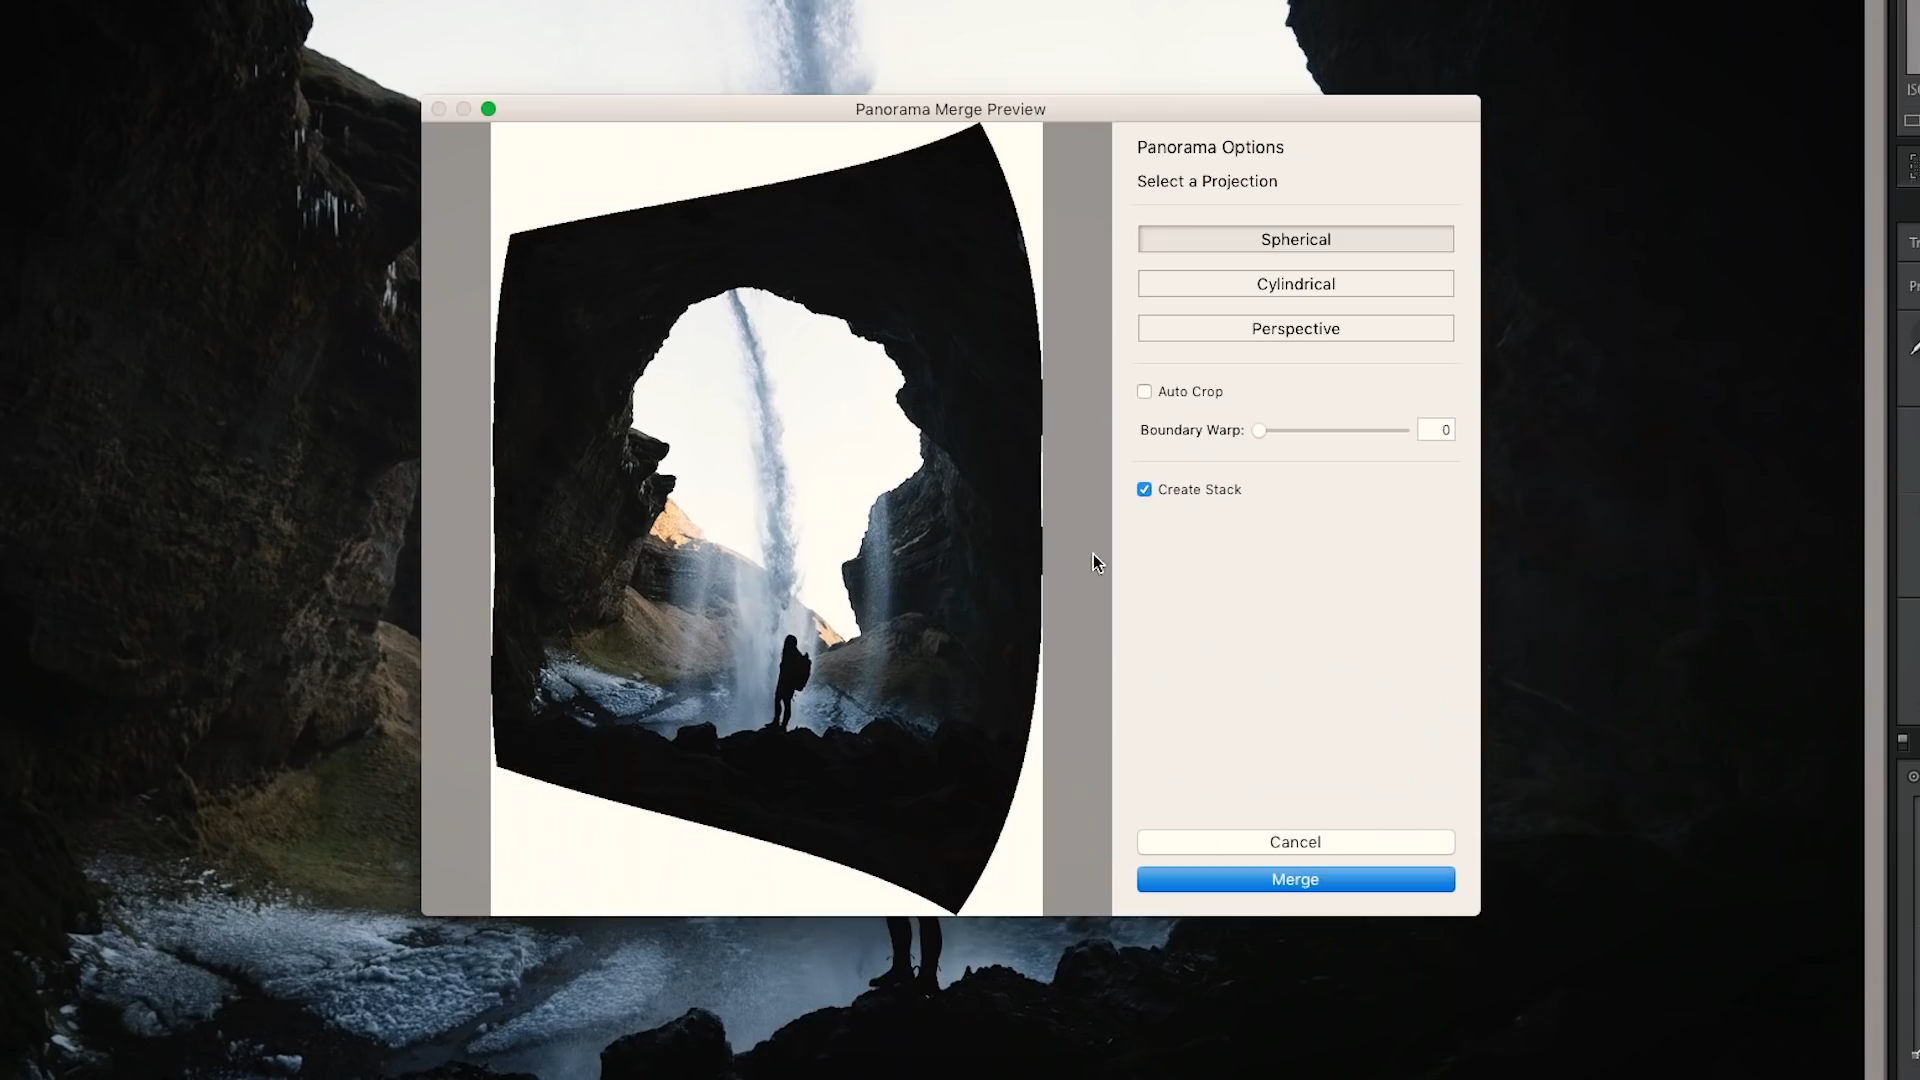 Panorama Merge Preview
Panorama Options
Select a Projection
Spherical
Cylindrical
Perspective
Auto Crop
Boundary Warp: 0
Create Stack
Cancel
Merge